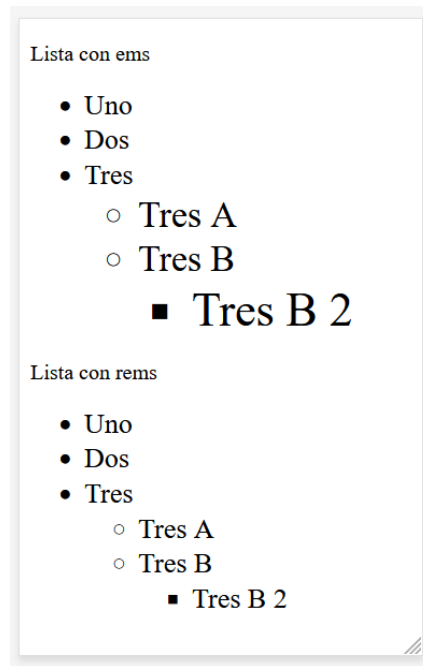 Lista con ems
Uno
Dos
Tres
Tres A
Tres B
Tres B 2
Lista con rems
Uno
Dos
Tres
Tres A
Tres B
Tres B 2